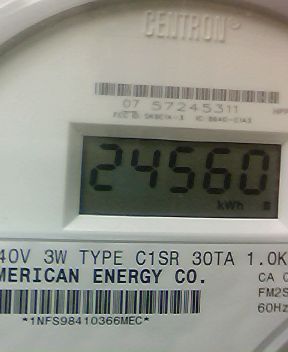 CENTRON®
07 57245311
24560
kWh
40V 3W TYPE C1SR 30TA 1.0K
MERICAN ENERGY CO.
CA
FM2S
60Hz
*1NFS98410366MEC*